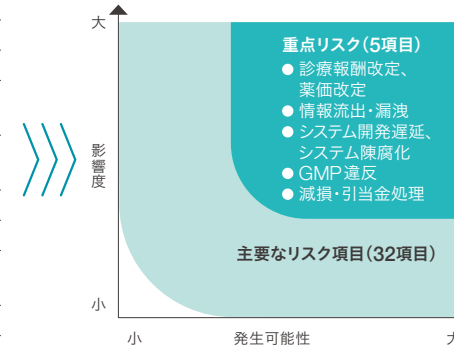 大
影響度
小
重点リスク(5項目)
● 診療報酬改定、
薬価改定
● 情報流出・漏洩
● システム開発遅延、
システム陳腐化
● GMP違反
● 減損・引当金処理
主要なリスク項目(32項目)
小
発生可能性
大